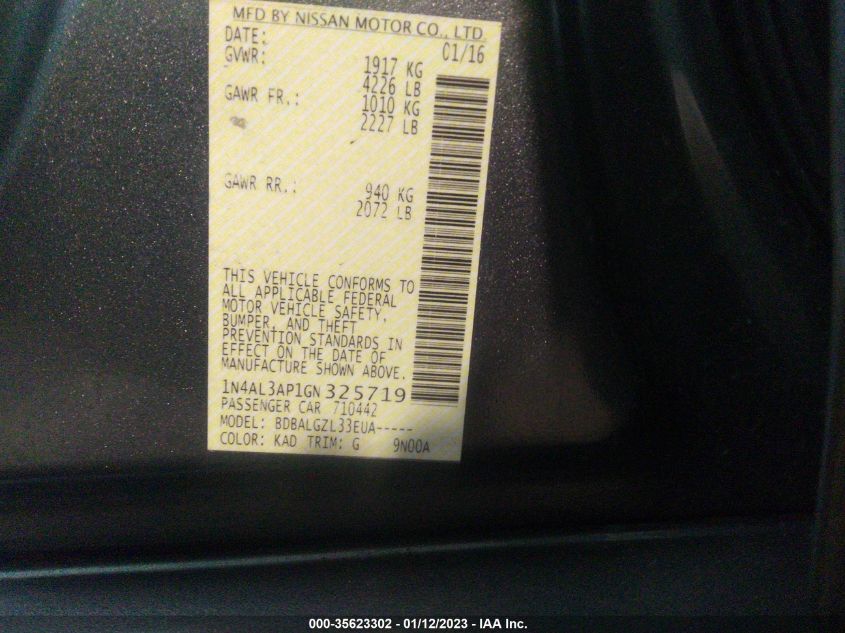 MFD BY NISSAN MOTOR CO., LTD.
DATE: 01/16
GVWR: 1917 KG
4226 LB
GAWR FR.: 1010 KG
2227 LB
GAWR RR.: 940 KG
2072 LB
THIS VEHICLE CONFORMS TO
ALL APPLICABLE FEDERAL
MOTOR VEHICLE SAFETY,
BUMPER, AND THEFT
PREVENTION STANDARDS IN
EFFECT ON THE DATE OF
MANUFACTURE SHOWN ABOVE.
1N4AL3AP1GN325719
PASSENGER CAR 710442
MODEL: BDBALGZL33EUA-----
COLOR: KAD TRIM: G 9N00A
000-35623302 - 01/12/2023 - IAA Inc.